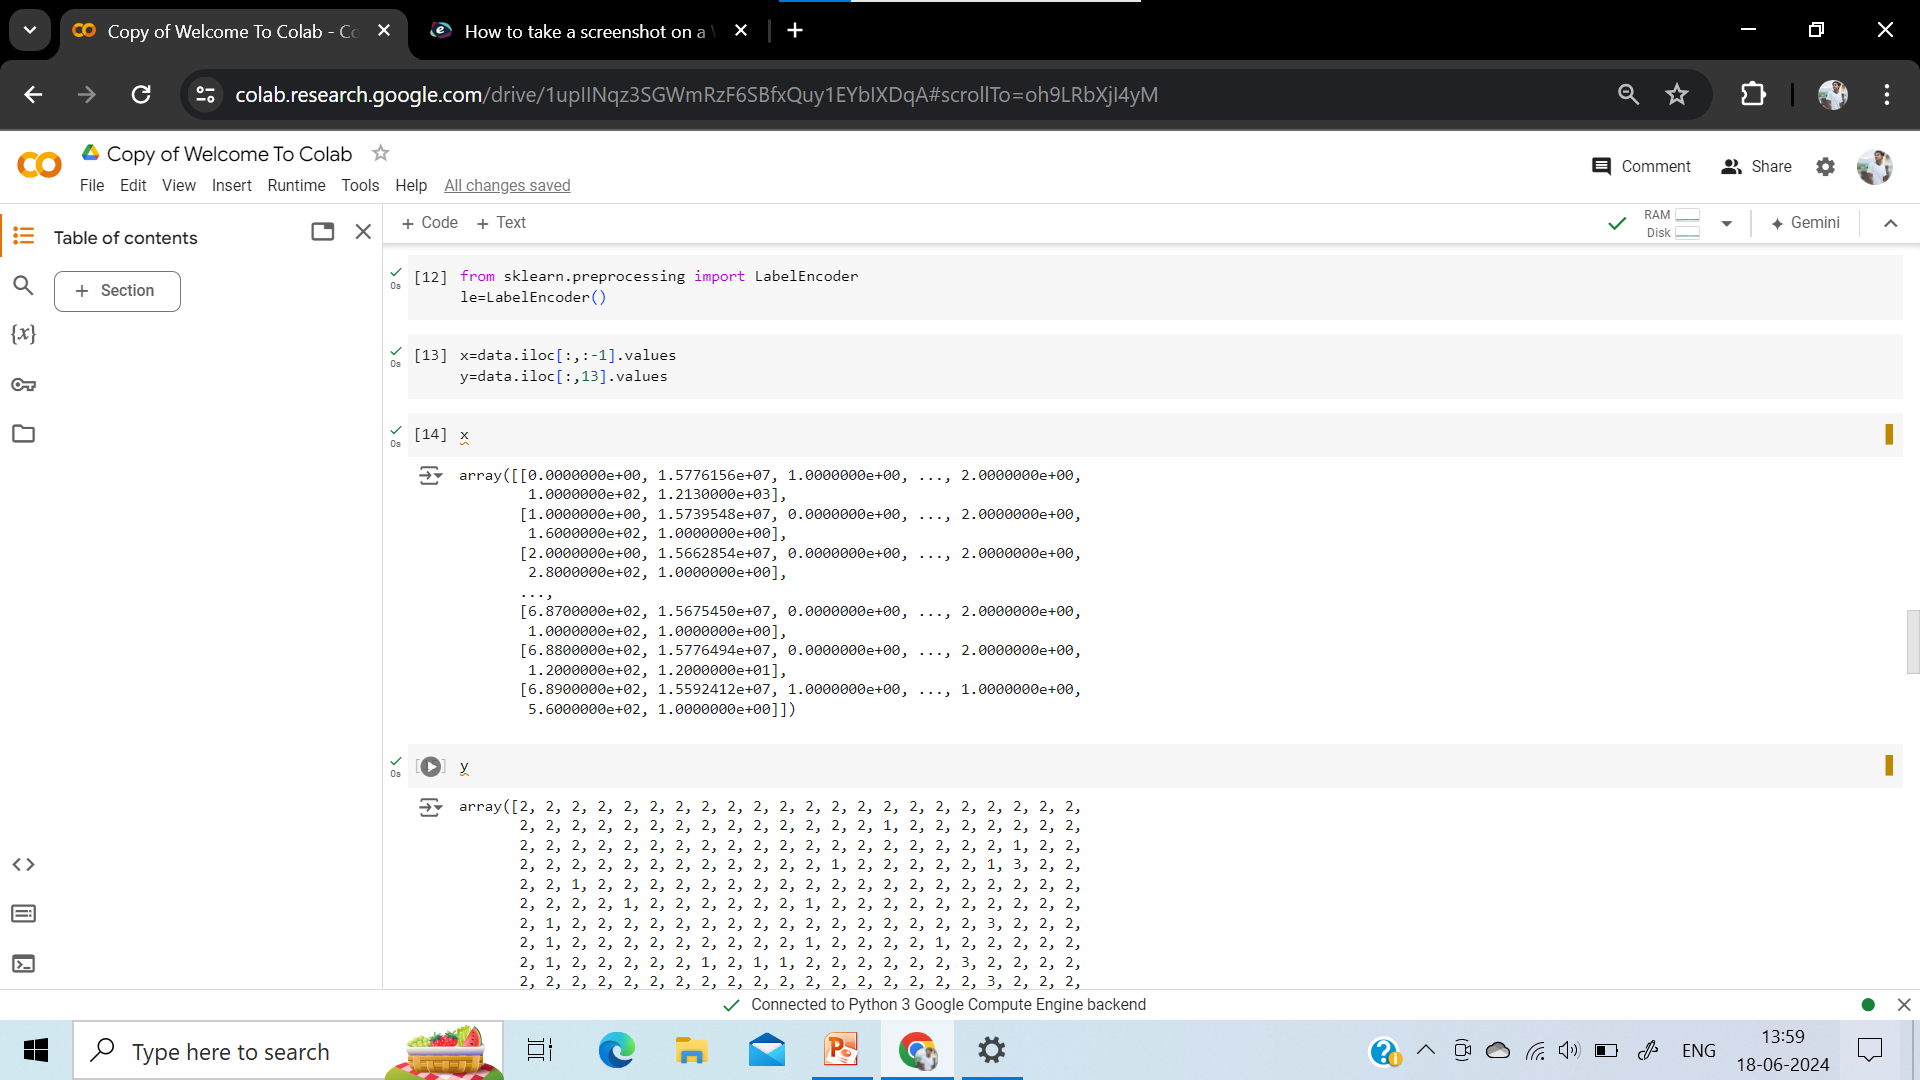 Copy of Welcome To Colab - Co
How to take a screenshot on a
colab.research.google.com/drive/1upIINqz3SGWmRzF6SBfxQuy1EYbIXDqA#scrollTo=oh9LRbXjI4yM
Copy of Welcome To Colab
File Edit View Insert Runtime Tools Help All changes saved
Comment Share
Table of contents
+ Section
+ Code + Text
RAM
Disk
Gemini
0s
[12] from sklearn.preprocessing import LabelEncoder
le=LabelEncoder()
0s
[13] x=data.iloc[:,:-1].values
y=data.iloc[:,13].values
0s
[14] x
array([[0.0000000e+00, 1.5776156e+07, 1.0000000e+00, ..., 2.0000000e+00,
1.0000000e+02, 1.2130000e+03],
[1.0000000e+00, 1.5739548e+07, 0.0000000e+00, ..., 2.0000000e+00,
1.6000000e+02, 1.0000000e+00],
[2.0000000e+00, 1.5662854e+07, 0.0000000e+00, ..., 2.0000000e+00,
2.8000000e+02, 1.0000000e+00],
...,
[6.8700000e+02, 1.5675450e+07, 0.0000000e+00, ..., 2.0000000e+00,
1.0000000e+02, 1.0000000e+00],
[6.8800000e+02, 1.5776494e+07, 0.0000000e+00, ..., 2.0000000e+00,
1.2000000e+02, 1.2000000e+01],
[6.8900000e+02, 1.5592412e+07, 1.0000000e+00, ..., 1.0000000e+00,
5.6000000e+02, 1.0000000e+00]])
0s
[ ] y
array([2, 2, 2, 2, 2, 2, 2, 2, 2, 2, 2, 2, 2, 2, 2, 2, 2, 2, 2, 2, 2, 2,
2, 2, 2, 2, 2, 2, 2, 2, 2, 2, 2, 2, 2, 2, 1, 2, 2, 2, 2, 2, 2, 2,
2, 2, 2, 2, 2, 2, 2, 2, 2, 2, 2, 2, 2, 2, 2, 2, 2, 2, 2, 1, 2, 2,
2, 2, 2, 2, 2, 2, 2, 2, 2, 2, 2, 2, 1, 2, 2, 2, 2, 2, 1, 3, 2, 2,
2, 2, 1, 2, 2, 2, 2, 2, 2, 2, 2, 2, 2, 2, 2, 2, 2, 2, 2, 2, 2, 2,
2, 2, 2, 2, 1, 2, 2, 2, 2, 2, 2, 1, 2, 2, 2, 2, 2, 2, 2, 2, 2, 2,
2, 1, 2, 2, 2, 2, 2, 2, 2, 2, 2, 2, 2, 2, 2, 2, 2, 2, 3, 2, 2, 2,
2, 1, 2, 2, 2, 2, 2, 2, 2, 2, 2, 1, 2, 2, 2, 2, 1, 2, 2, 2, 2, 2,
2, 1, 2, 2, 2, 2, 2, 1, 2, 1, 1, 2, 2, 2, 2, 2, 2, 3, 2, 2, 2, 2,
2, 2, 2, 2, 2, 2, 2, 2, 2, 2, 2, 2, 2, 2, 2, 2, 2, 2, 3, 2, 2, 2,
Connected to Python 3 Google Compute Engine backend
Type here to search
ENG
13:59
18-06-2024